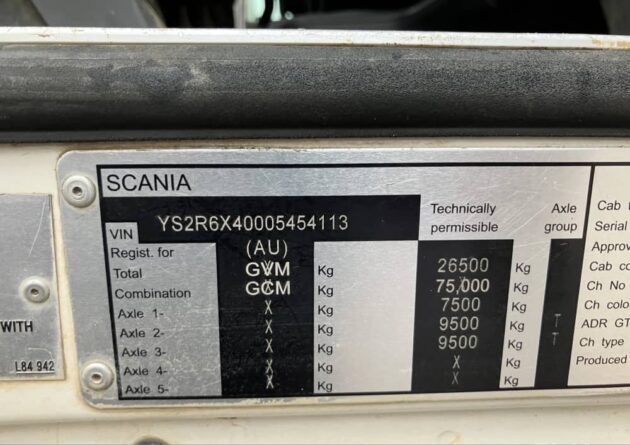 SCANIA
VIN YS2R6X40005454113 Technically permissible Axle group
Regist. for (AU)
Total GVM Kg 26500 Kg
Combination GCM Kg 75,000 Kg
Axle 1- X Kg 7500 Kg
Axle 2- X Kg 9500 Kg T
Axle 3- X Kg 9500 Kg T
Axle 4- X Kg X Kg
Axle 5- X Kg X Kg
Cab
Serial
Approv
Cab co
Ch No
Ch colo
ADR GT
Ch type
Produced
WITH
L84 942